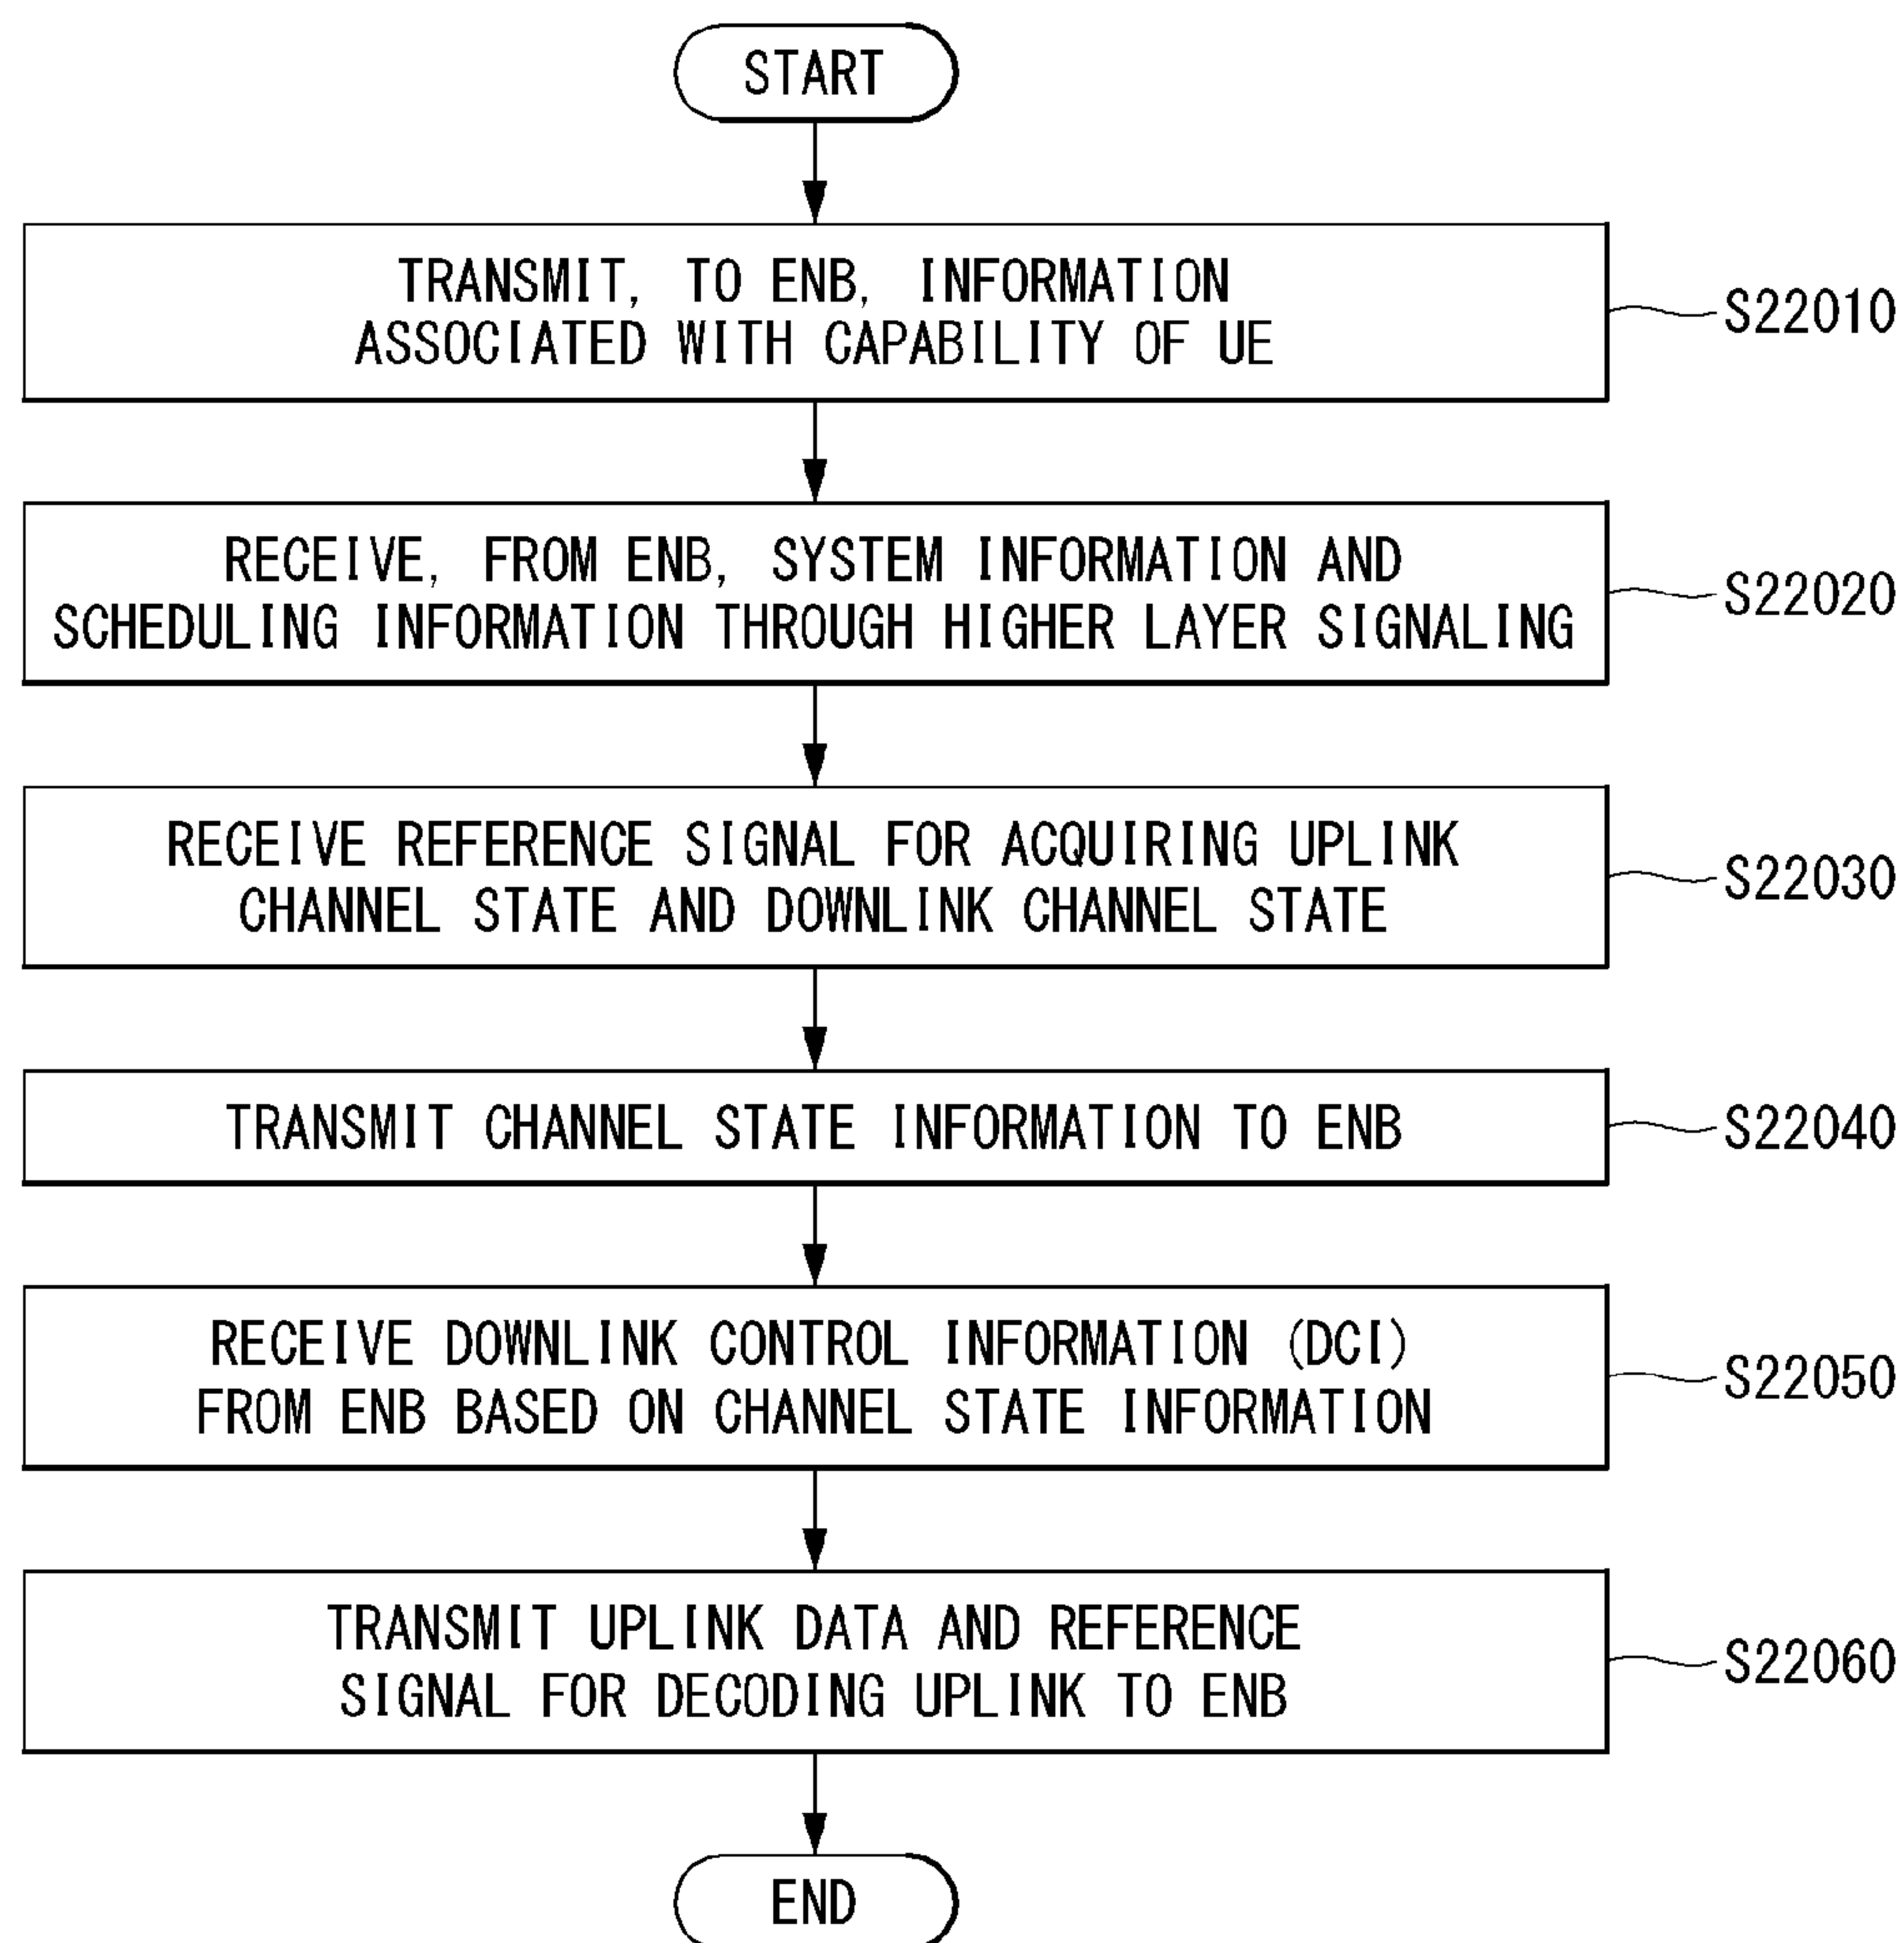 START
TRANSMIT, TO ENB, INFORMATION
ASSOCIATED WITH CAPABILITY OF UE
S22010
RECEIVE, FROM ENB, SYSTEM INFORMATION AND
SCHEDULING INFORMATION THROUGH HIGHER LAYER SIGNALING
S22020
RECEIVE REFERENCE SIGNAL FOR ACQUIRING UPLINK
CHANNEL STATE AND DOWNLINK CHANNEL STATE
S22030
TRANSMIT CHANNEL STATE INFORMATION TO ENB
S22040
RECEIVE DOWNLINK CONTROL INFORMATION (DCI)
FROM ENB BASED ON CHANNEL STATE INFORMATION
S22050
TRANSMIT UPLINK DATA AND REFERENCE
SIGNAL FOR DECODING UPLINK TO ENB
S22060
END